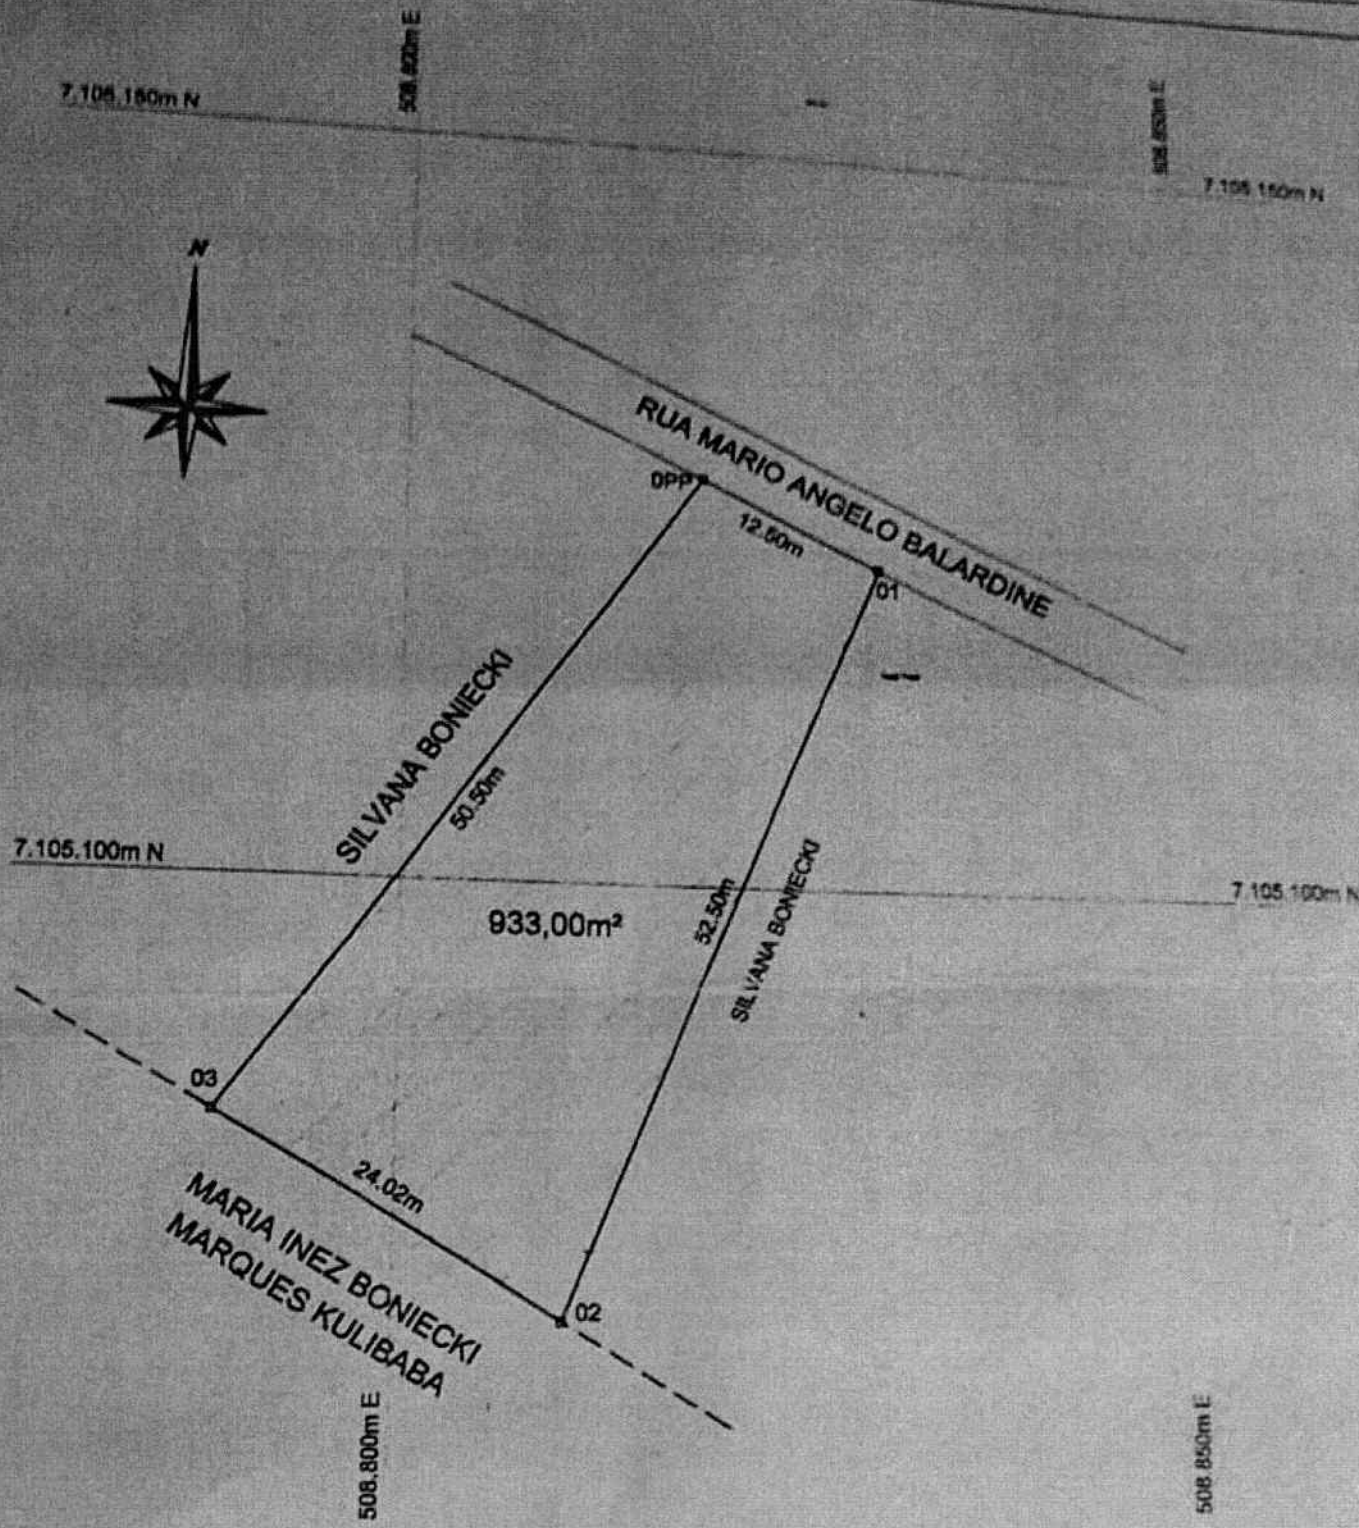 508.800m E
7.105.150m N
508.850m E
7.105.150m N
N
RUA MARIO ANGELO BALARDINE
0PP
12.50m
01
SILVANA BONIECKI
50.50m
7.105.100m N
7.105.100m N
933,00m²
52.50m
SILVANA BONIECKI
03
24.02m
02
MARIA INEZ BONIECKI
MARQUES KULIBABA
508.800m E
508.850m E